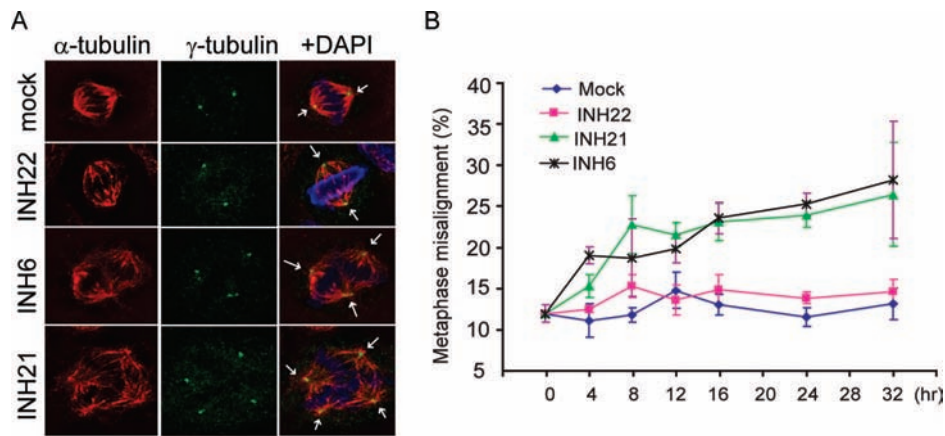 A
α-tubulin γ-tubulin +DAPI
mock
INH22
INH6
INH21
B
Mock
INH22
INH21
INH6
Metaphase misalignment (%)
40
35
30
25
20
15
10
5
0 4 8 12 16 20 24 28 32 (hr)